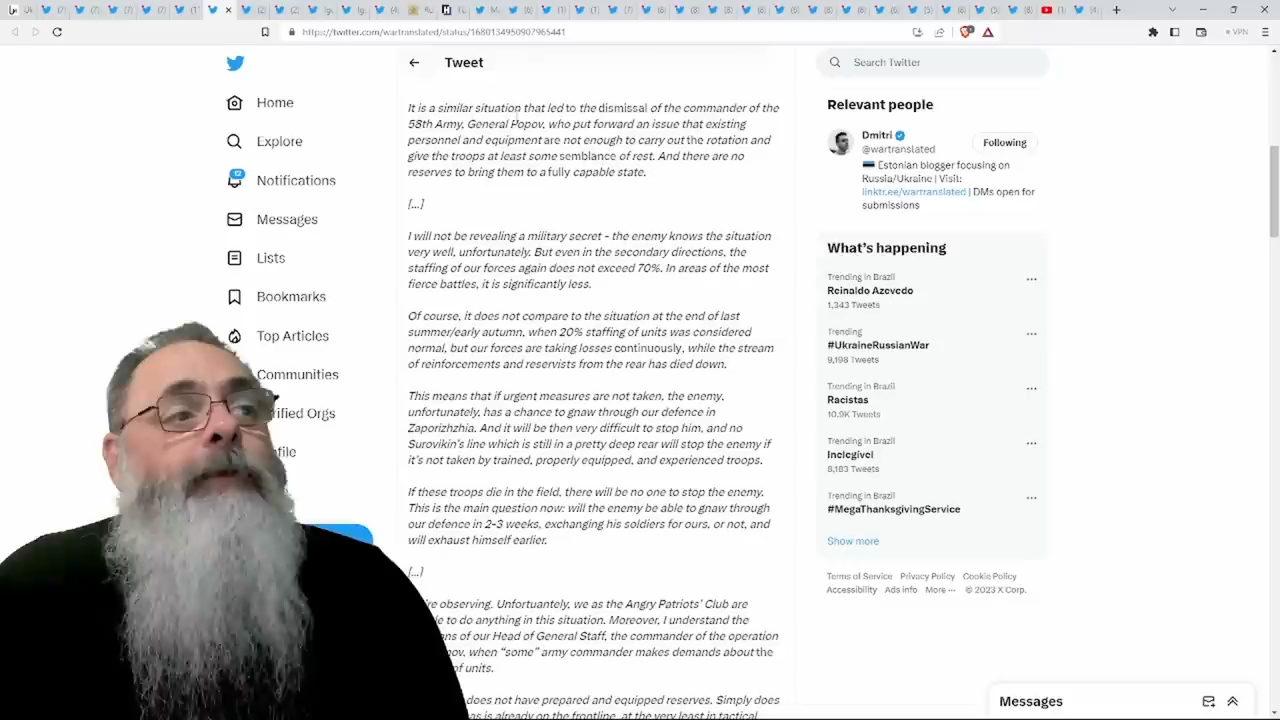 https://twitter.com/wartranslated/status/1680134950907965441
VPN
Home
Explore
Notifications
Messages
Lists
Bookmarks
Top Articles
Communities
Tweet
It is a similar situation that led to the dismissal of the commander of the
58th Army, General Popov, who put forward an issue that existing
personnel and equipment are not enough to carry out the rotation and
give the troops at least some semblance of rest. And there are no
reserves to bring them to a fully capable state.
[...]
I will not be revealing a military secret - the enemy knows the situation
very well, unfortunately. But even in the secondary directions, the
staffing of our forces again does not exceed 70%. In areas of the most
fierce battles, it is significantly less.
Of course, it does not compare to the situation at the end of last
summer/early autumn, when 20% staffing of units was considered
normal, but our forces are taking losses continuously, while the stream
of reinforcements and reservists from the rear has died down.
This means that if urgent measures are not taken, the enemy,
unfortunately, has a chance to gnaw through our defence in
Zaporizhzhia. And it will be then very difficult to stop him, and no
Surovikin's line which is still in a pretty deep rear will stop the enemy if
it's not taken by trained, properly equipped, and experienced troops.
If these troops die in the field, there will be no one to stop the enemy.
This is the main question now: will the enemy be able to gnaw through
our defence in 2-3 weeks, exchanging his soldiers for ours, or not, and
will exhaust himself earlier.
[...]
observing. Unfortuantely, we as the Angry Patriots' Club are
to do anything in this situation. Moreover, I understand the
of our Head of General Staff, the commander of the operation
when "some" army commander makes demands about the
of units.
does not have prepared and equipped reserves. Simply does
is already on the frontline, at the very least in tactical
Search Twitter
Relevant people
Dmitri
@wartranslated
Following
Estonian blogger focusing on
Russia/Ukraine | Visit:
linktr.ee/wartranslated | DMs open for
submissions
What's happening
Trending in Brazil
Reinaldo Azevedo
1,343 Tweets
Trending
#UkraineRussianWar
9,198 Tweets
Trending in Brazil
Racistas
10.9K Tweets
Trending in Brazil
Inelegível
8,183 Tweets
Trending in Brazil
#MegaThanksgivingService
Show more
Terms of Service Privacy Policy Cookie Policy
Accessibility Ads info More ··· © 2023 X Corp.
Messages